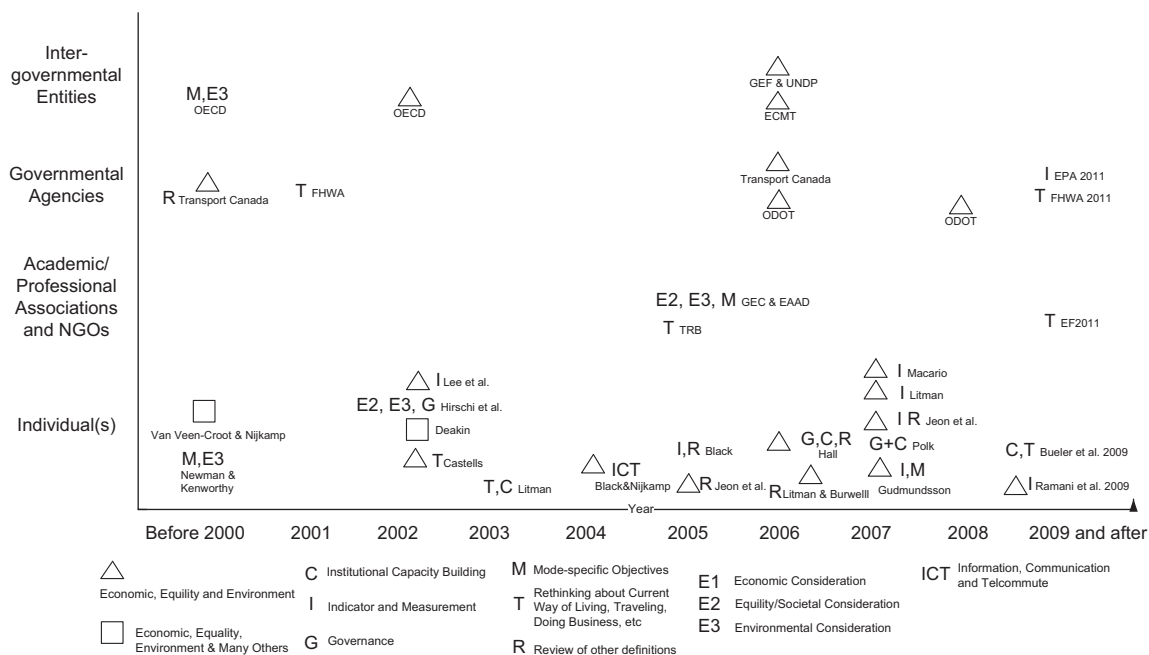 Inter-
governmental
Entities
M,E3
OECD
OECD
GEF & UNDP
ECMT
Governmental
Agencies
R Transport Canada
T FHWA
Transport Canada
ODOT
ODOT
I EPA 2011
T FHWA 2011
Academic/
Professional
Associations
and NGOs
E2, E3, M GEC & EAAD
T TRB
T EF2011
Individual(s)
Van Veen-Croot & Nijkamp
M,E3
Newman &
Kenworthy
I Lee et al.
E2, E3, G Hirschi et al.
Deakin
T Castells
T,C Litman
ICT
Black&Nijkamp
I,R Black
R Jeon et al.
G,C,R
Hall
R Litman & Burwelll
I Macario
I Litman
I R Jeon et al.
G+C Polk
I,M
Gudmundsson
C,T Bueler et al. 2009
I Ramani et al. 2009
Year
Before 2000 2001 2002 2003 2004 2005 2006 2007 2008 2009 and after
Economic, Equity and Environment
Economic, Equality,
Environment & Many Others
C Institutional Capacity Building
I Indicator and Measurement
G Governance
M Mode-specific Objectives
T Rethinking about Current
Way of Living, Traveling,
Doing Business, etc
R Review of other definitions
E1 Economic Consideration
E2 Equility/Societal Consideration
E3 Environmental Consideration
ICT Information, Communication
and Telcommute